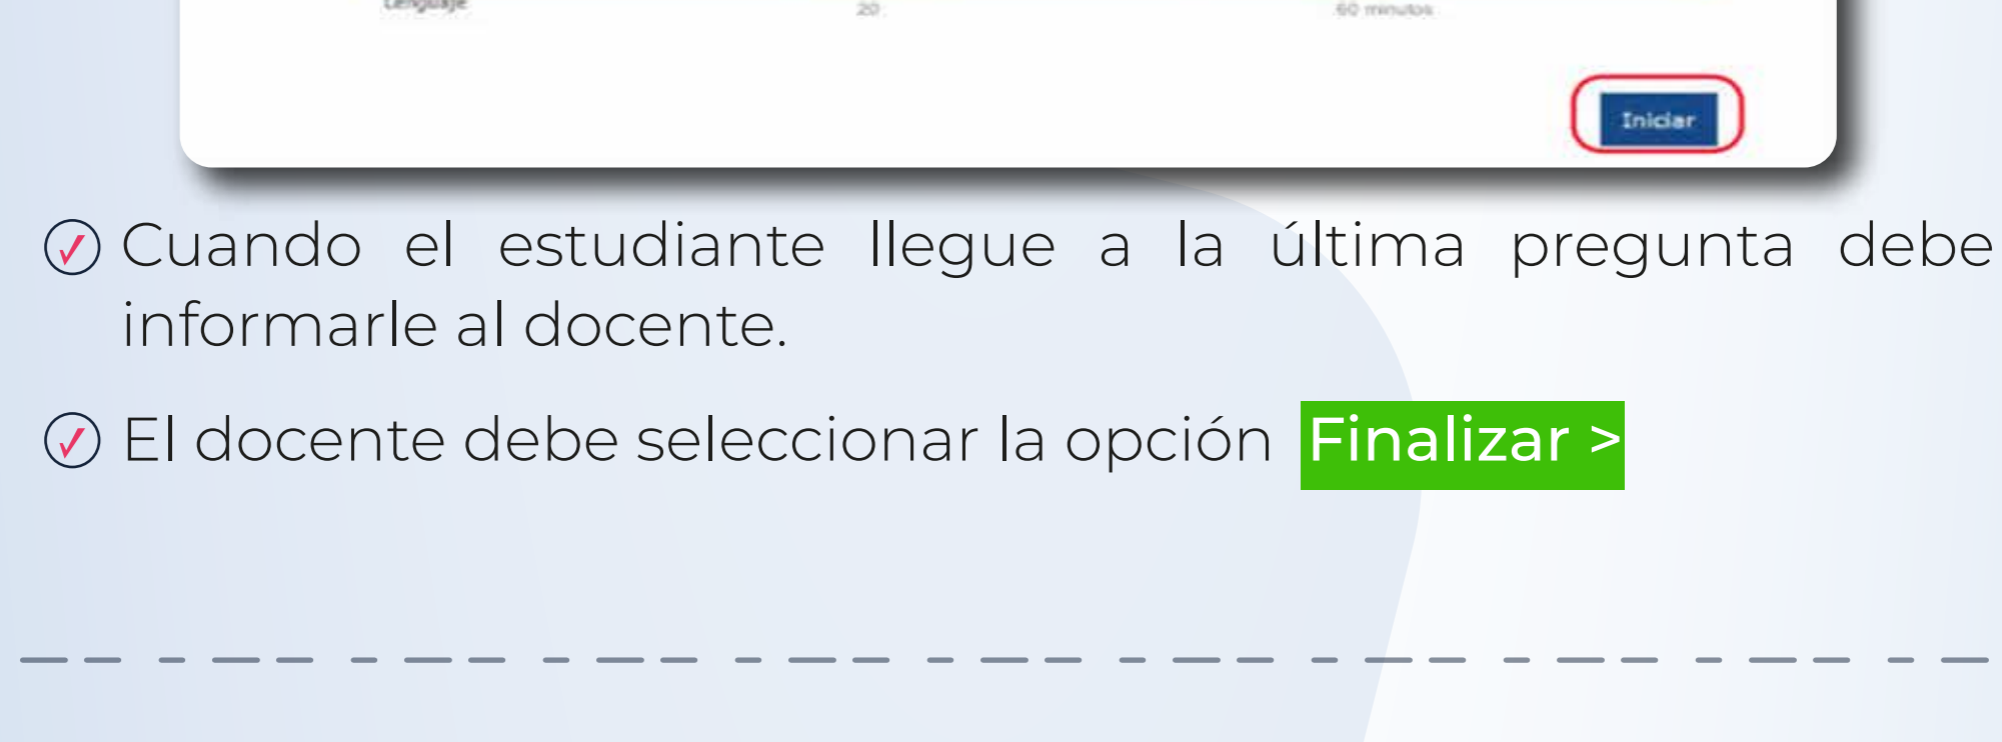 Lenguaje 20 60 minutos
Iniciar
Cuando el estudiante llegue a la última pregunta debe
informarle al docente.
El docente debe seleccionar la opción Finalizar >